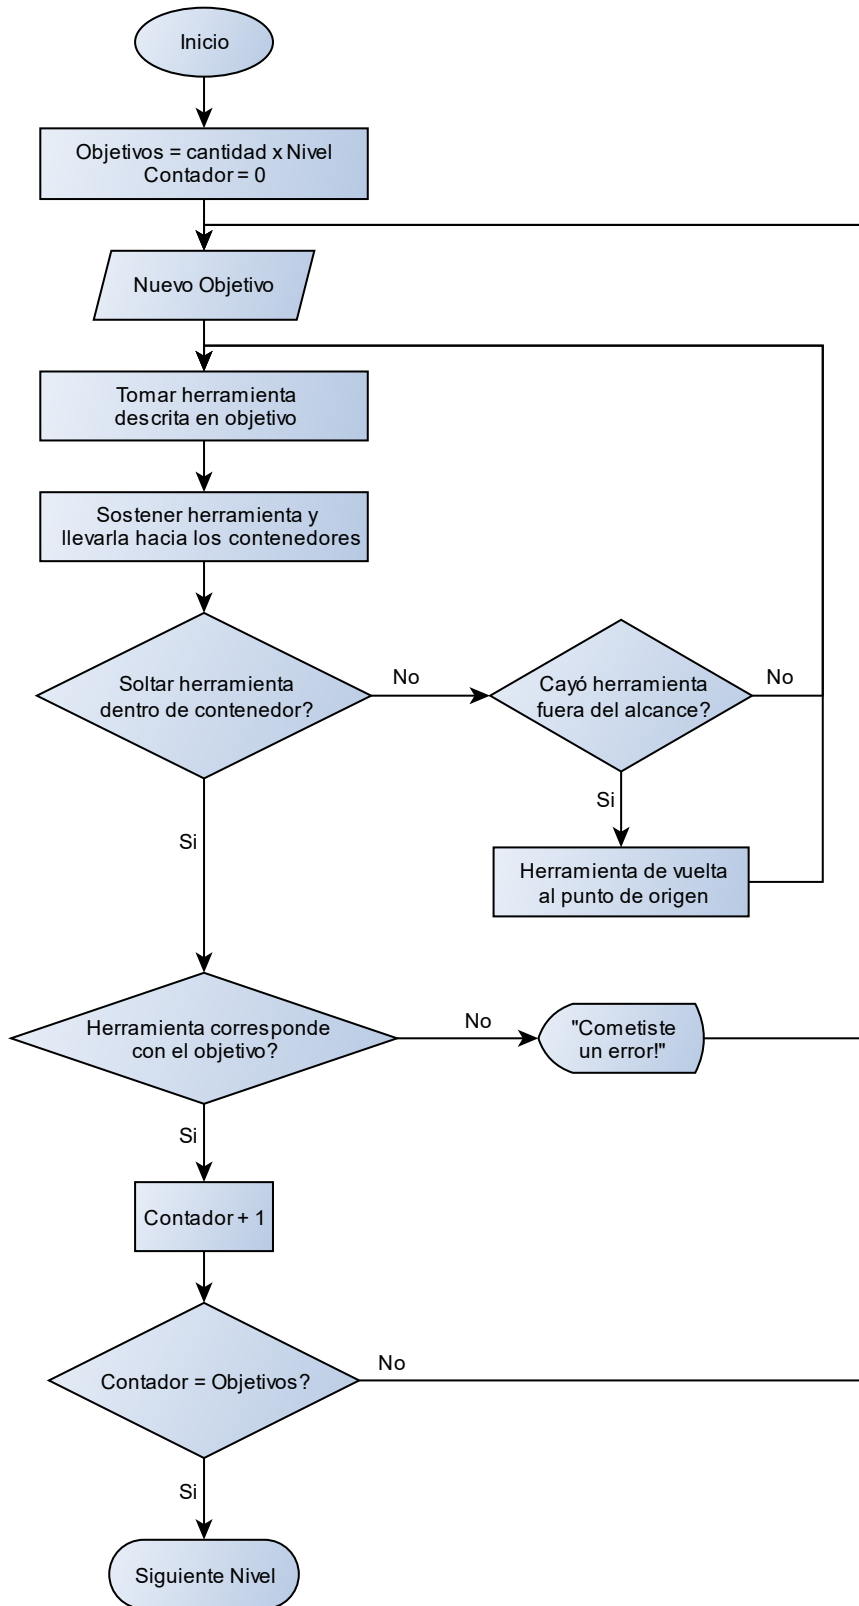 Inicio
Objetivos = cantidad x Nivel
Contador = 0
Nuevo Objetivo
Tomar herramienta
descrita en objetivo
Sostener herramienta y
llevarla hacia los contenedores
Soltar herramienta
dentro de contenedor?
No
Cayó herramienta
fuera del alcance?
No
Si
Si
Herramienta de vuelta
al punto de origen
Herramienta corresponde
con el objetivo?
No
"Cometiste
un error!"
Si
Contador + 1
Contador = Objetivos?
No
Si
Siguiente Nivel